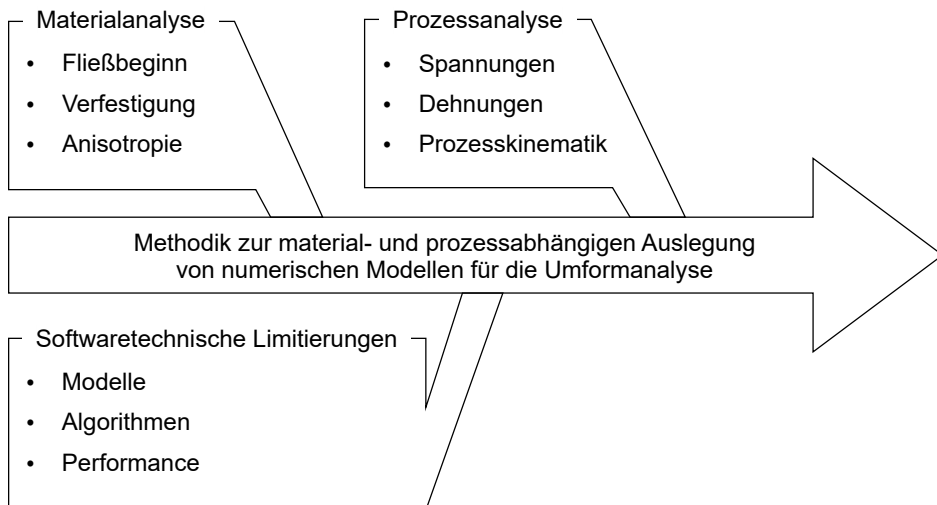 Materialanalyse
• Fließbeginn
• Verfestigung
• Anisotropie
Prozessanalyse
• Spannungen
• Dehnungen
• Prozesskinematik
Methodik zur material- und prozessabhängigen Auslegung
von numerischen Modellen für die Umformanalyse
Softwaretechnische Limitierungen
• Modelle
• Algorithmen
• Performance